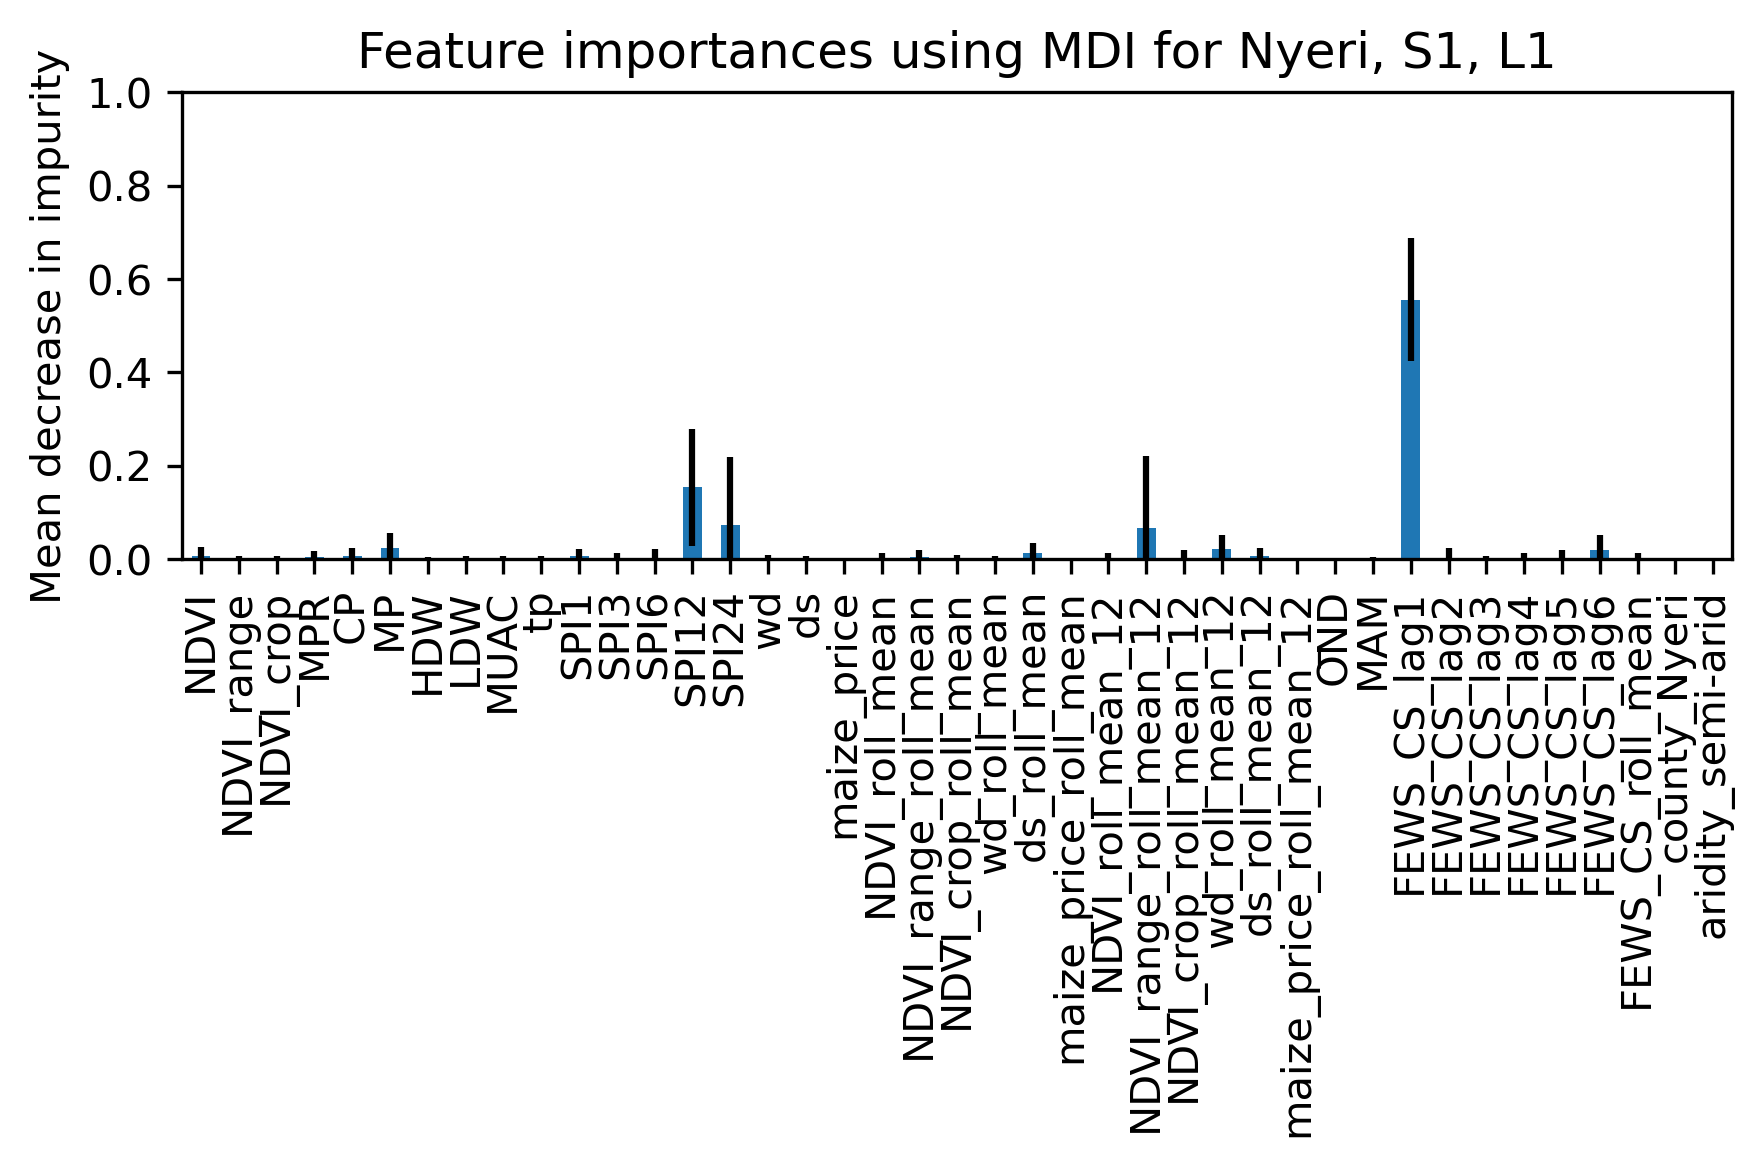 Feature importances using MDI for Nyeri, S1, L1
Mean decrease in impurity
1.0
0.8
0.6
0.4
0.2
0.0
NDVI
NDVI_range
NDVI_crop
MPR
CP
MP
HDW
LDW
MUAC
tp
SPI1
SPI3
SPI6
SPI12
SPI24
wd
ds
maize_price
NDVI_roll_mean
NDVI_range_roll_mean
NDVI_crop_roll_mean
wd_roll_mean
ds_roll_mean
maize_price_roll_mean
NDVI_roll_mean_12
NDVI_range_roll_mean_12
NDVI_crop_roll_mean_12
wd_roll_mean_12
ds_roll_mean_12
maize_price_roll_mean_12
OND
MAM
FEWS_CS_lag1
FEWS_CS_lag2
FEWS_CS_lag3
FEWS_CS_lag4
FEWS_CS_lag5
FEWS_CS_lag6
FEWS_CS_roll_mean
county_Nyeri
aridity_semi-arid